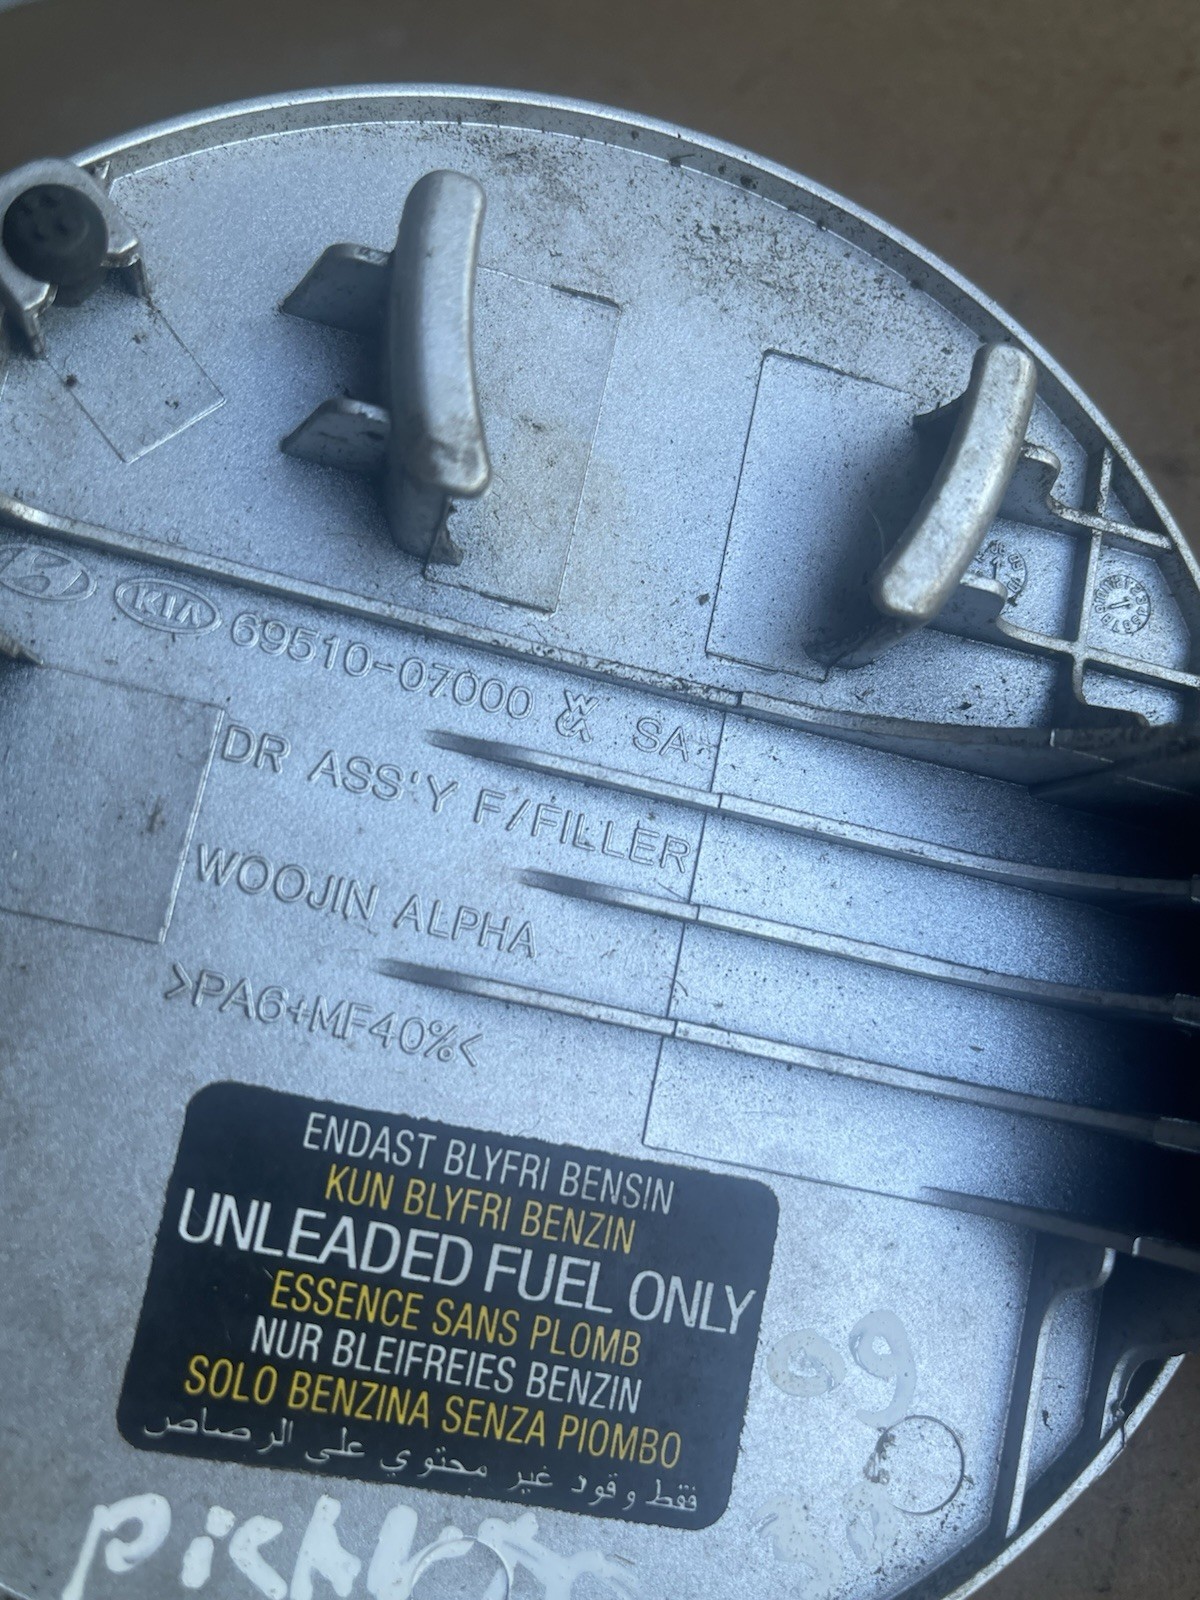 KIA 69510-07000 SA
DR ASS'Y F/FILLER
WOOJIN ALPHA
>PA6+MF40%<
ENDAST BLYFRI BENSIN
KUN BLYFRI BENZIN
UNLEADED FUEL ONLY
ESSENCE SANS PLOMB
NUR BLEIFREIES BENZIN
SOLO BENZINA SENZA PIOMBO
فقط وقود غير محتوي على الرصاص